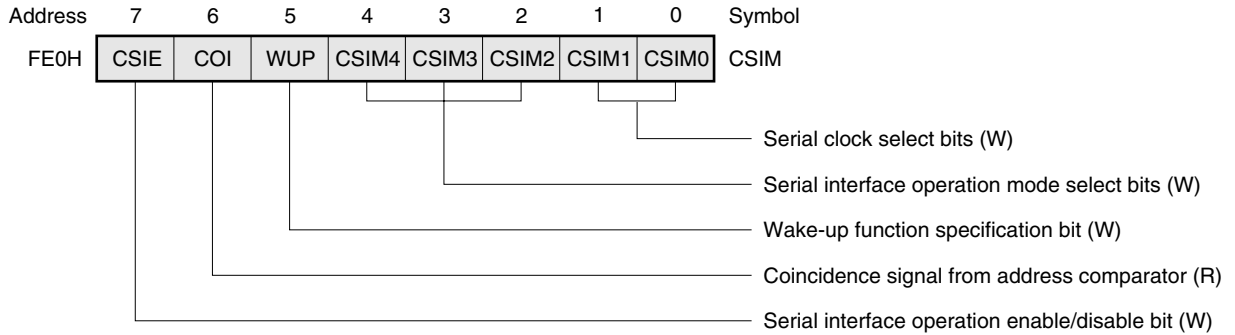 Address 7 6 5 4 3 2 1 0 Symbol
FE0H CSIE COI WUP CSIM4 CSIM3 CSIM2 CSIM1 CSIM0 CSIM
Serial clock select bits (W)
Serial interface operation mode select bits (W)
Wake-up function specification bit (W)
Coincidence signal from address comparator (R)
Serial interface operation enable/disable bit (W)